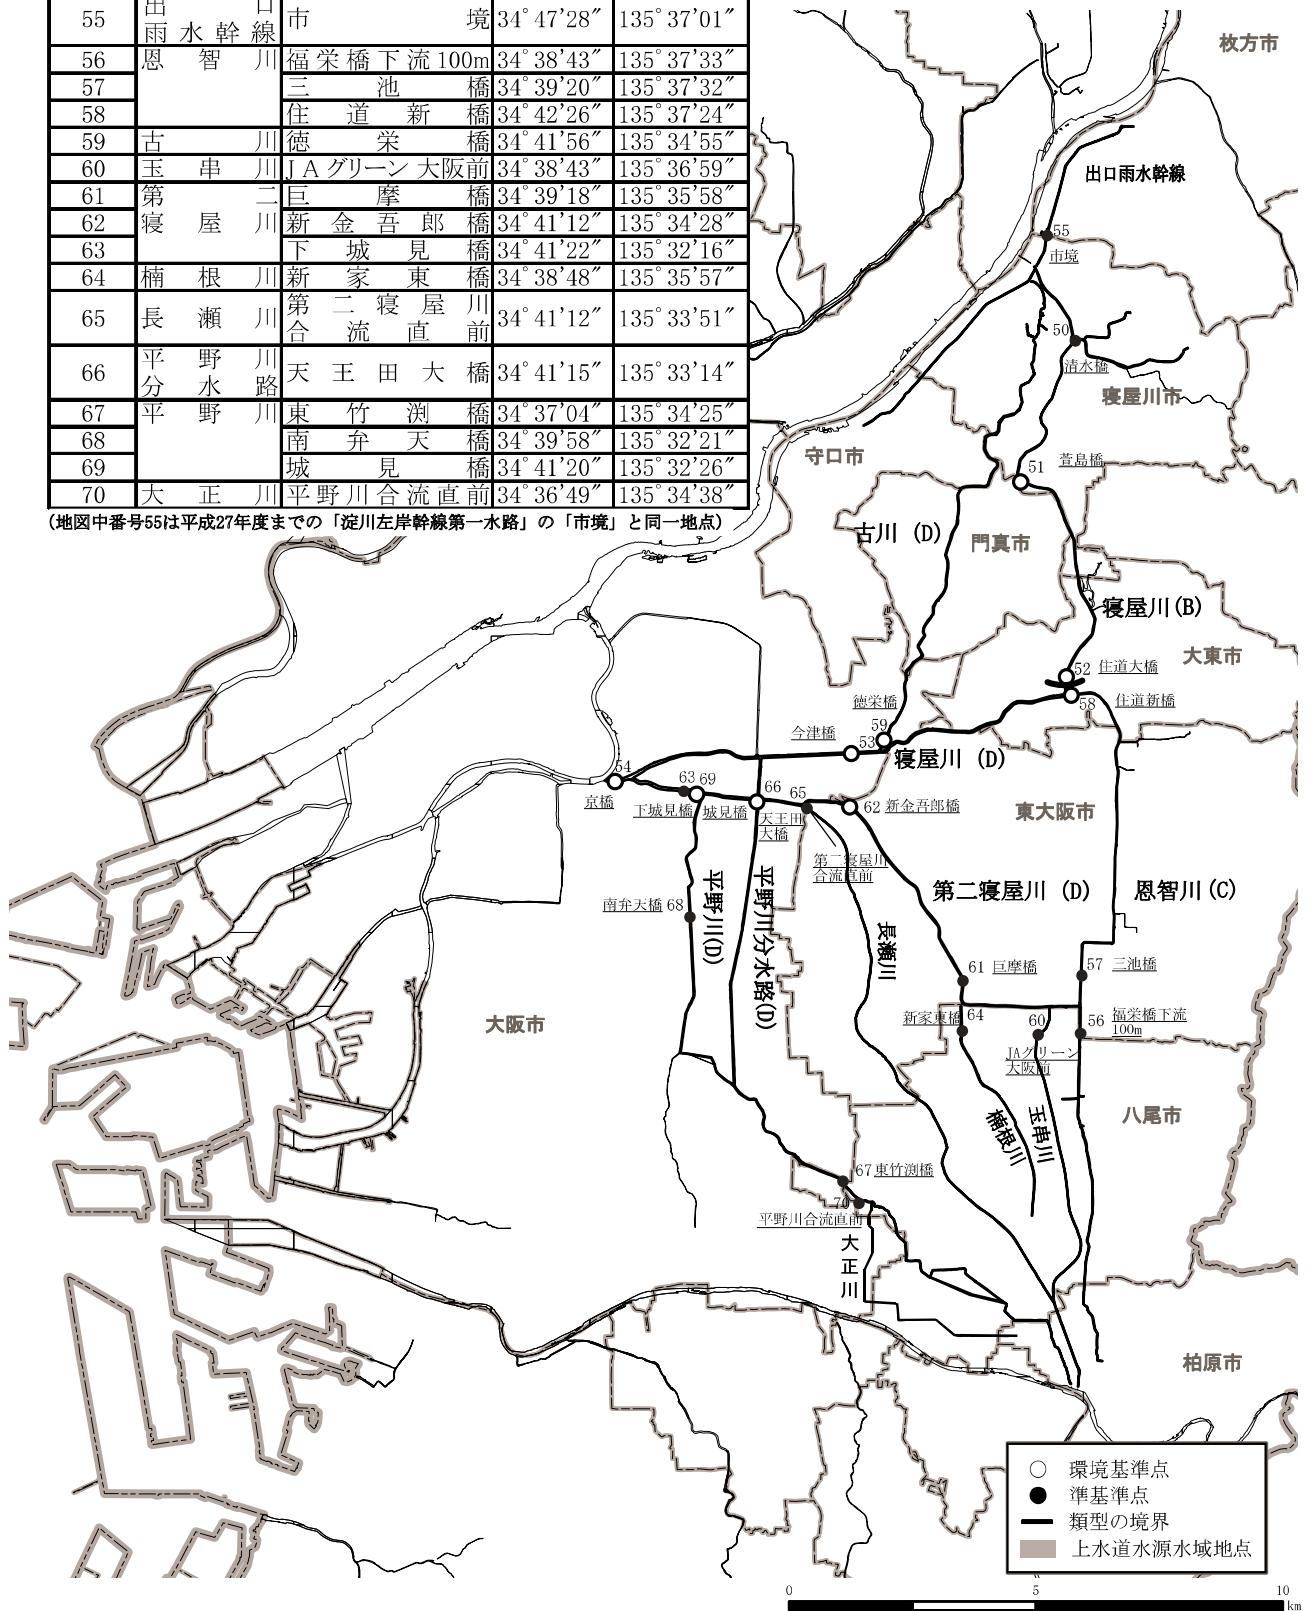 55 出口雨水幹線 市境 34°47’28″ 135°37’01″
56 恩智川 福栄橋下流100m 34°38’43″ 135°37’33″
57 三池橋 34°39’20″ 135°37’32″
58 住道新橋 34°42’26″ 135°37’24″
59 古川 徳栄橋 34°41’56″ 135°34’55″
60 玉串川 JAグリーン大阪前 34°38’43″ 135°36’59″
61 第二寝屋川 巨摩橋 34°39’18″ 135°35’58″
62 新金吾郎橋 34°41’12″ 135°34’28″
63 下城見橋 34°41’22″ 135°32’16″
64 楠根川 新家東橋 34°38’48″ 135°35’57″
65 長瀬川 第二寝屋川合流直前 34°41’12″ 135°33’51″
66 平野川分水路 天王田大橋 34°41’15″ 135°33’14″
67 平野川 東竹渕橋 34°37’04″ 135°34’25″
68 南弁天橋 34°39’58″ 135°32’21″
69 城見橋 34°41’20″ 135°32’26″
70 大正川 平野川合流直前 34°36’49″ 135°34’38″
(地図中番号55は平成27年度までの「淀川左岸幹線第一水路」の「市境」と同一地点)
枚方市
出口雨水幹線
55
市境
50
清水橋
寝屋川市
守口市
51
萱島橋
古川 (D)
門真市
寝屋川(B)
大東市
52 住道大橋
58 住道新橋
徳栄橋
59
今津橋
53
寝屋川 (D)
54
京橋
63 69
下城見橋 城見橋
66
天王田
大橋
65
62 新金吾郎橋
東大阪市
第二寝屋川
合流直前
第二寝屋川 (D)
恩智川(C)
南弁天橋 68
平野川(D)
平野川分水路(D)
長瀬川
61 巨摩橋
57 三池橋
大阪市
新家東橋 64
60
56 福栄橋下流
100m
JAグリーン
大阪前
楠根川
玉串川
八尾市
67 東竹渕橋
70
平野川合流直前
大正川
柏原市
○ 環境基準点
● 準基準点
類型の境界
上水道水源水域地点
0 5 10
km